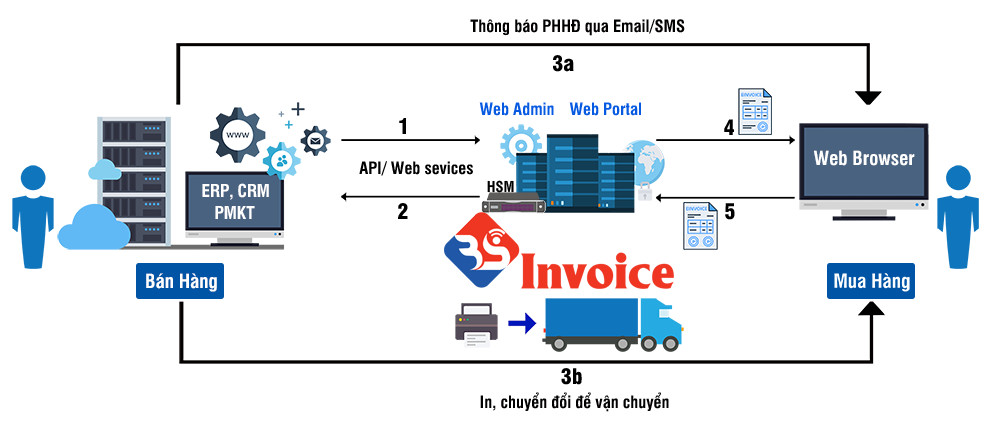 Thông báo PHHĐ qua Email/SMS
3a
Web Admin Web Portal
WWW
1
4
EINVOICE
Web Browser
API/ Web sevices
ERP, CRM
PMKT
HSM
2
5
EINVOICE
3S
Invoice
Bán Hàng
Mua Hàng
3b
In, chuyển đổi để vận chuyển